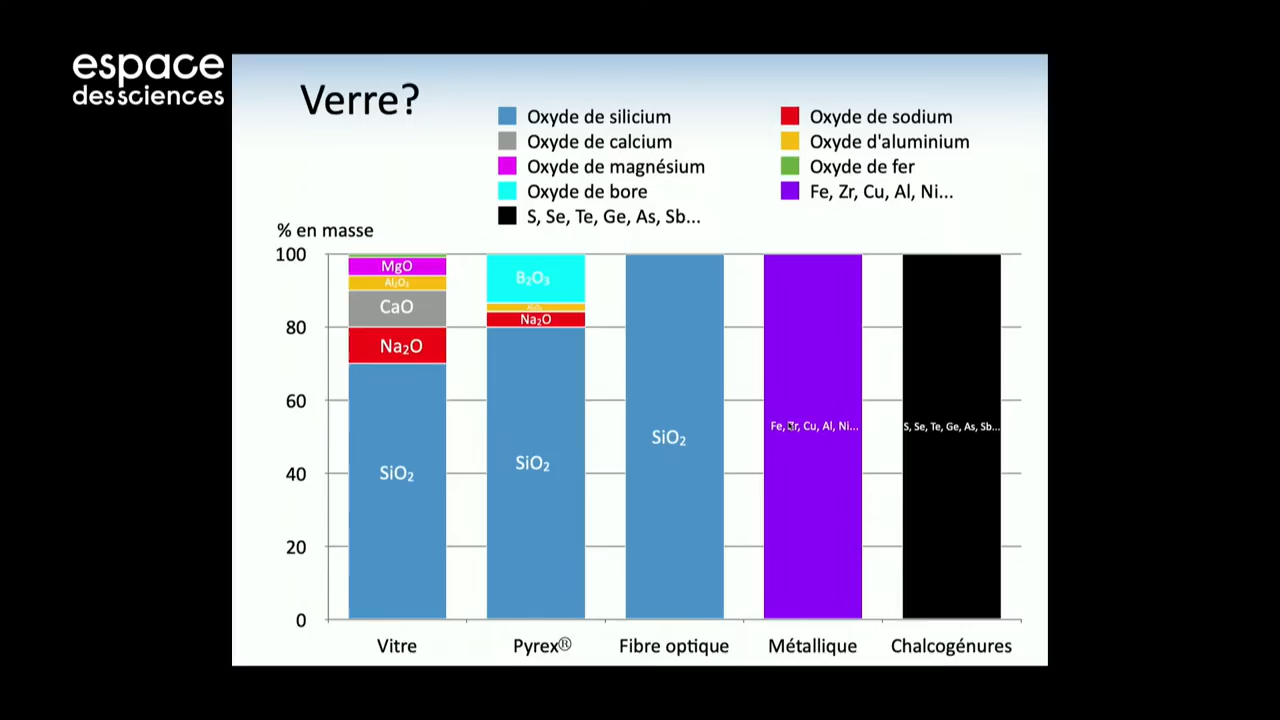 espace
des sciences
Verre?
Oxyde de silicium
Oxyde de sodium
Oxyde de calcium
Oxyde d'aluminium
Oxyde de magnésium
Oxyde de fer
Oxyde de bore
Fe, Zr, Cu, Al, Ni...
S, Se, Te, Ge, As, Sb...
% en masse
100
80
60
40
20
0
MgO
Al₂O₃
CaO
Na₂O
SiO₂
B₂O₃
Na₂O
SiO₂
SiO₂
Fe, Zr, Cu, Al, Ni...
S, Se, Te, Ge, As, Sb...
Vitre
Pyrex®
Fibre optique
Métallique
Chalcogénures